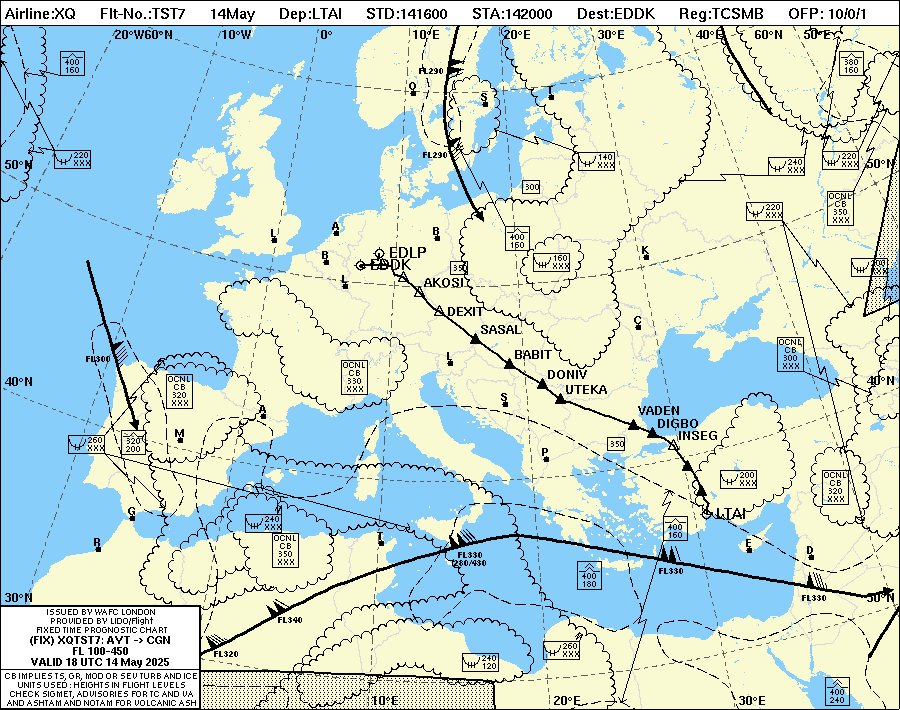 Airline:XQ Flt-No.:TST7 14May Dep:LTAI STD:141600 STA:142000 Dest:EDDK Reg:TCSMB OFP: 10/0/1
20°W60°N 10°W 0° 10°E 20°E 30°E 40°E 60°N 50°E
400
160
FL290
380
160
O
S
T
220
XXX
50°N
FL290
140
XXX
240
XXX
220
XXX
50°N
300
OCNL
CB
350
XXX
220
XXX
L
A
B
400
160
B
EDLP
K
EDDK
350
160
XXX
L
AKOSI
DEXIT
C
SASAL
FL300
L
BABIT
OCNL
CB
300
XXX
OCNL
CB
330
XXX
DONIV
40°N
OCNL
CB
320
XXX
UTEKA
40°N
S
A
VADEN
DIGBO
M
INSEG
260
XXX
320
200
350
P
200
XXX
OCNL
CB
320
XXX
G
LTAI
240
XXX
400
160
R
T
OCNL
CB
350
XXX
E
D
FL330
280/430
FL330
400
180
FL340
FL340
30°N
30°N
FL320
240
120
260
XXX
400
240
10°E
20°E
30°E
ISSUED BY WAFC LONDON
PROVIDED BY LIDO/Flight
FIXED TIME PROGNOSTIC CHART
(FIX) XQTST7: AYT -> CGN
FL 100-450
VALID 18 UTC 14 May 2025
CB IMPLIES TS, GR, MOD OR SEV TURB AND ICE
UNITS USED : HEIGHTS IN FLIGHT LEVELS
CHECK SIGMET, ADVISORIES FOR TC AND VA
AND ASHTAM AND NOTAM FOR VOLCANIC ASH